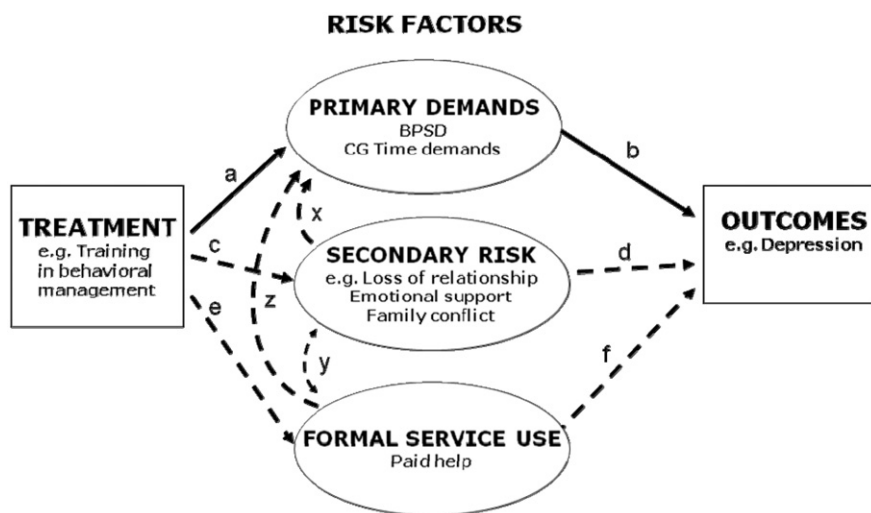 RISK FACTORS
PRIMARY DEMANDS
BPSD
CG Time demands
a
b
TREATMENT
e.g. Training
in behavioral
management
c
x
SECONDARY RISK
e.g. Loss of relationship
Emotional support
Family conflict
d
OUTCOMES
e.g. Depression
e
z
y
f
FORMAL SERVICE USE
Paid help